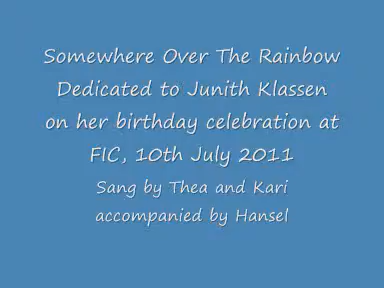 Somewhere Over The Rainbow
Dedicated to Junith Klassen
on her birthday celebration at
FIC, 10th July 2011
Sang by Thea and Kari
accompanied by Hansel